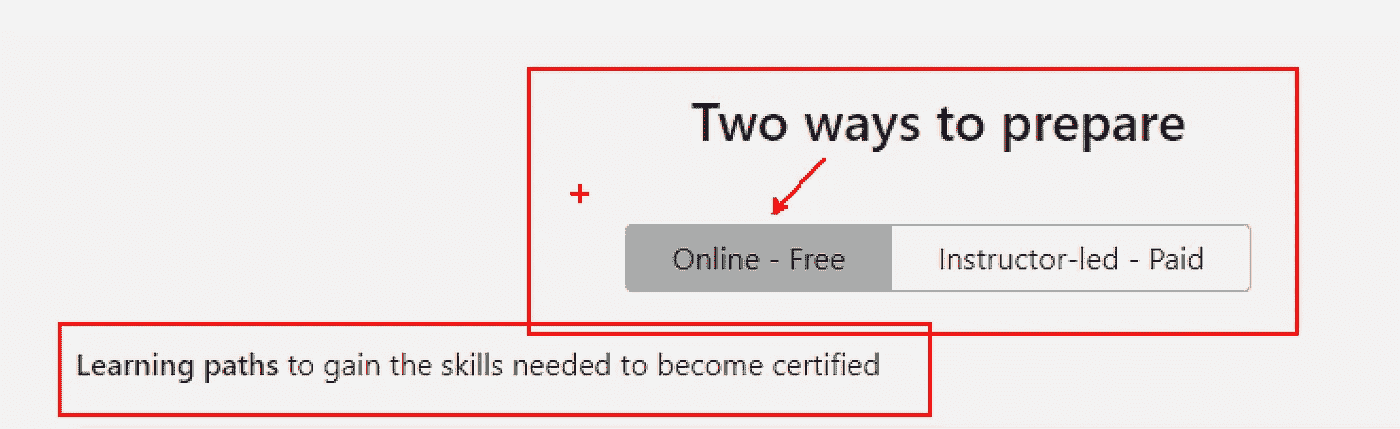 Two ways to prepare
Online - Free
Instructor-led - Paid
Learning paths to gain the skills needed to become certified